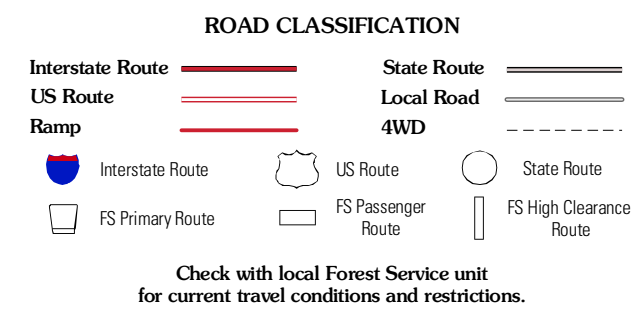 ROAD CLASSIFICATION
Interstate Route
State Route
US Route
Local Road
Ramp
4WD
Interstate Route
US Route
State Route
FS Primary Route
FS Passenger
Route
FS High Clearance
Route
Check with local Forest Service unit
for current travel conditions and restrictions.